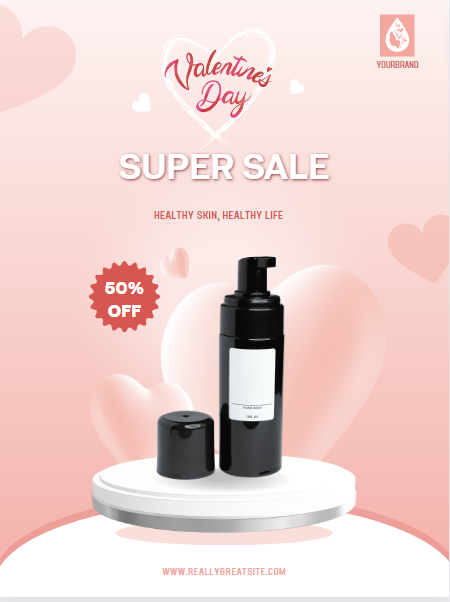 YOURBRAND
Valentine's
Day
SUPER SALE
HEALTHY SKIN, HEALTHY LIFE
50%
OFF
WWW.REALLYGREATSITE.COM